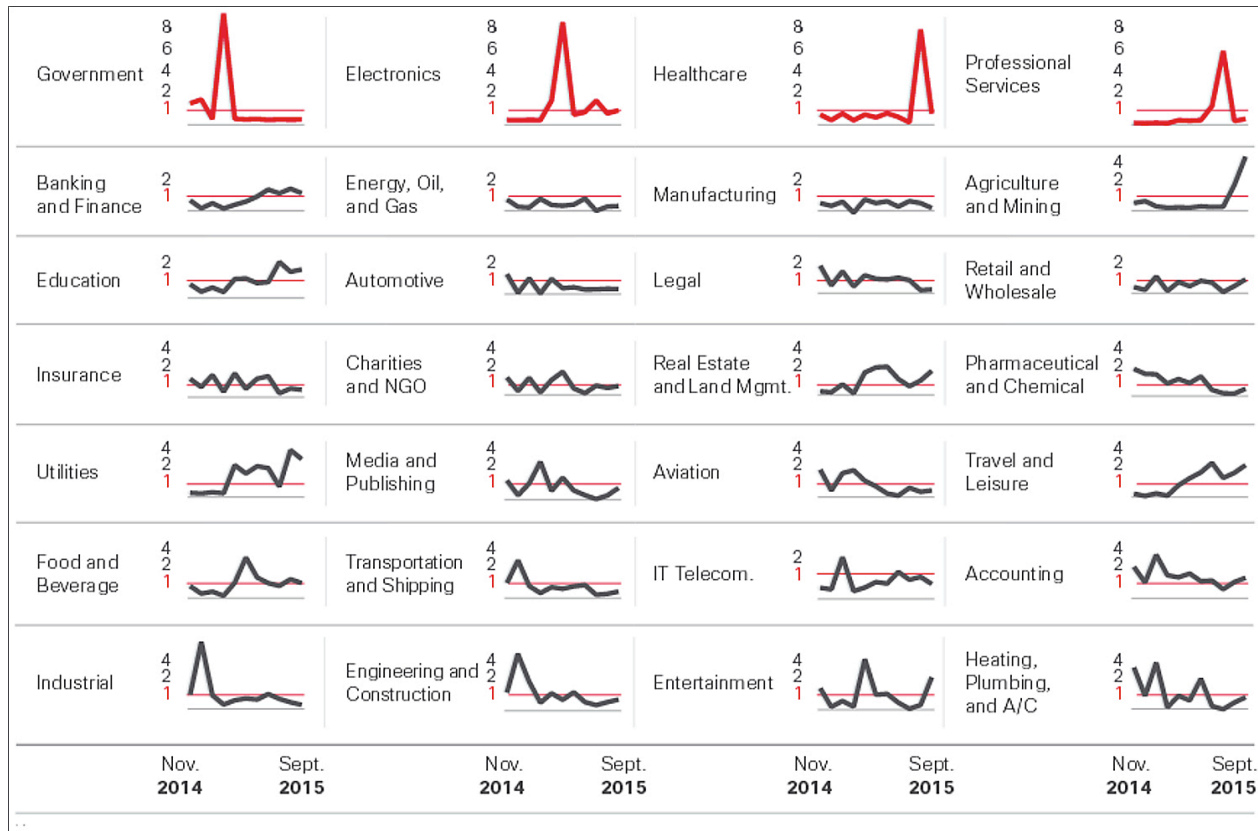 8
6
4
2
1
Government
8
6
4
2
1
Electronics
8
6
4
2
1
Healthcare
8
6
4
2
1
Professional
Services
Banking
and Finance
2
1
Energy, Oil,
and Gas
2
1
Manufacturing
2
1
Agriculture
and Mining
4
2
1
Education
2
1
Automotive
2
1
Legal
2
1
Retail and
Wholesale
2
1
Insurance
4
2
1
Charities
and NGO
4
2
1
Real Estate
and Land Mgmt.
4
2
1
Pharmaceutical
and Chemical
4
2
1
Utilities
4
2
1
Media and
Publishing
4
2
1
Aviation
4
2
1
Travel and
Leisure
4
2
1
Food and
Beverage
4
2
1
Transportation
and Shipping
4
2
1
IT Telecom.
2
1
Accounting
4
2
1
Industrial
4
2
1
Engineering and
Construction
4
2
1
Entertainment
4
2
1
Heating,
Plumbing,
and A/C
4
2
1
Nov.
2014
Sept.
2015
Nov.
2014
Sept.
2015
Nov.
2014
Sept.
2015
Nov.
2014
Sept.
2015